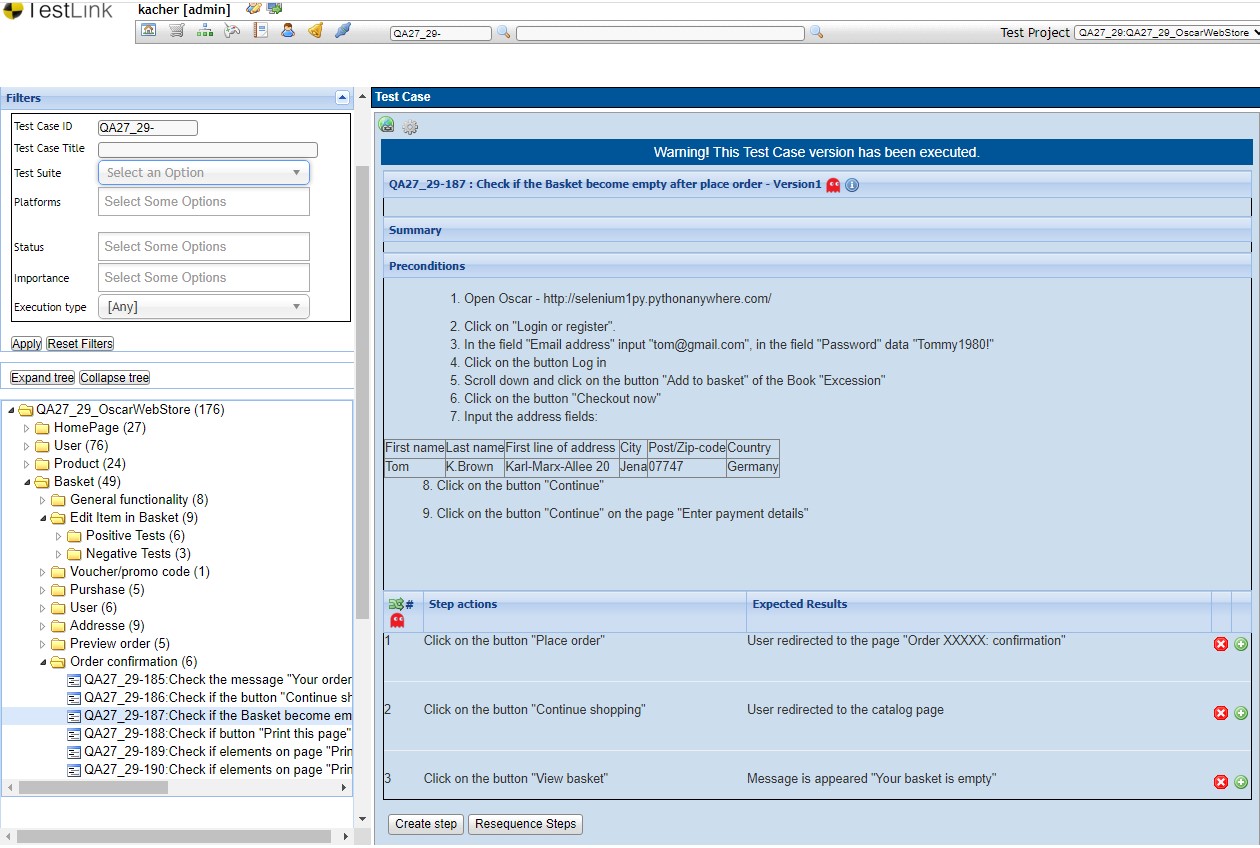 TestLink
kacher [admin]
QA27_29-
Test Project QA27_29:QA27_29_OscarWebStore
Filters
Test Case ID QA27_29-
Test Case Title
Test Suite Select an Option
Platforms Select Some Options
Status Select Some Options
Importance Select Some Options
Execution type [Any]
Apply Reset Filters
Expand tree Collapse tree
QA27_29_OscarWebStore (176)
HomePage (27)
User (76)
Product (24)
Basket (49)
General functionality (8)
Edit Item in Basket (9)
Positive Tests (6)
Negative Tests (3)
Voucher/promo code (1)
Purshase (5)
User (6)
Addresse (9)
Preview order (5)
Order confirmation (6)
QA27_29-185:Check the message "Your order
QA27_29-186:Check if the button "Continue sh
QA27_29-187:Check if the Basket become em
QA27_29-188:Check if button "Print this page"
QA27_29-189:Check if elements on page "Prin
QA27_29-190:Check if elements on page "Prin
Test Case
Warning! This Test Case version has been executed.
QA27_29-187 : Check if the Basket become empty after place order - Version1
Summary
Preconditions
1. Open Oscar - http://selenium1py.pythonanywhere.com/
2. Click on "Login or register".
3. In the field "Email address" input "tom@gmail.com", in the field "Password" data "Tommy1980!"
4. Click on the button Log in
5. Scroll down and click on the button "Add to basket" of the Book "Excession"
6. Click on the button "Checkout now"
7. Input the address fields:
First name Last name First line of address City Post/Zip-code Country
Tom K.Brown Karl-Marx-Allee 20 Jena 07747 Germany
8. Click on the button "Continue"
9. Click on the button "Continue" on the page "Enter payment details"
# Step actions Expected Results
1 Click on the button "Place order" User redirected to the page "Order XXXXX: confirmation"
2 Click on the button "Continue shopping" User redirected to the catalog page
3 Click on the button "View basket" Message is appeared "Your basket is empty"
Create step Resequence Steps